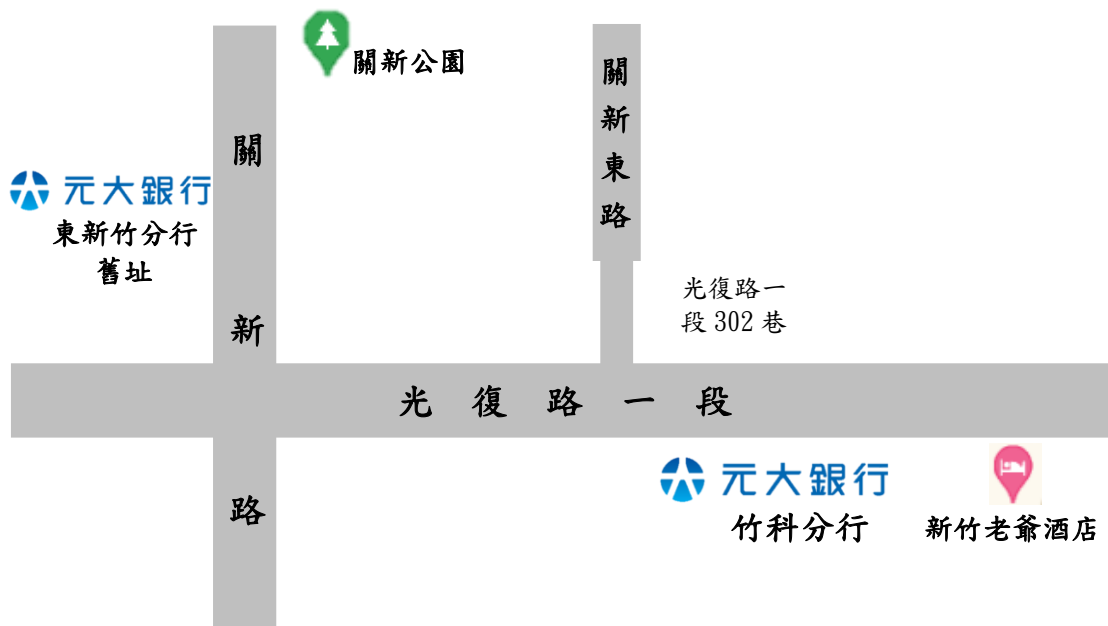 關新公園
關新東路
關新路
元大銀行
東新竹分行
舊址
光復路一
段302巷
光復路一段
元大銀行
竹科分行
新竹老爺酒店